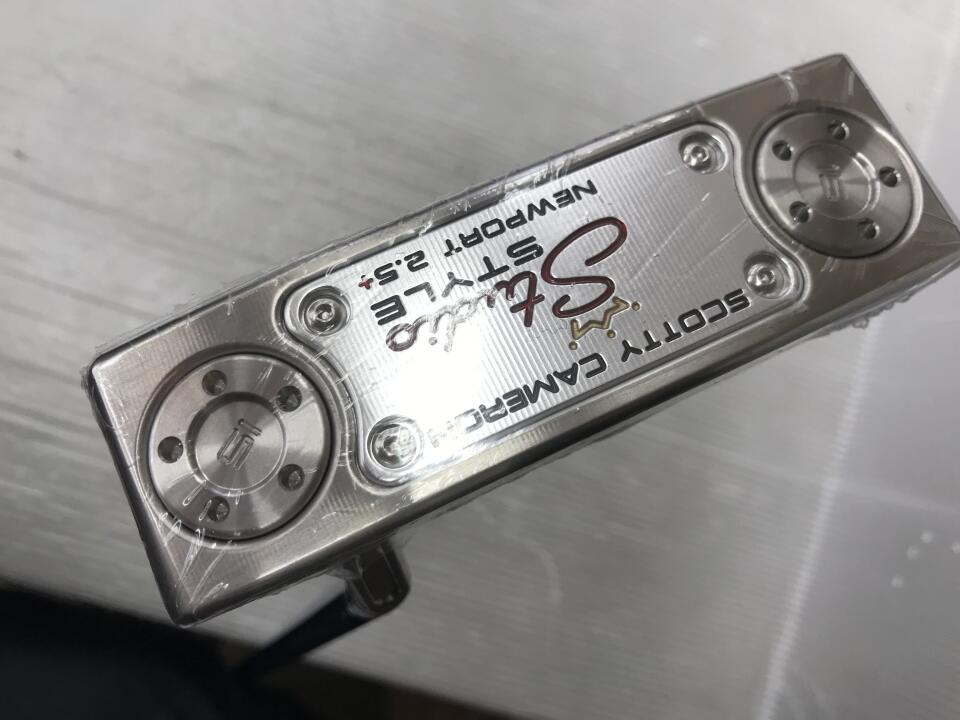 SCOTTY CAMERON
Studio
STYLE
NEWPORT 2.5+